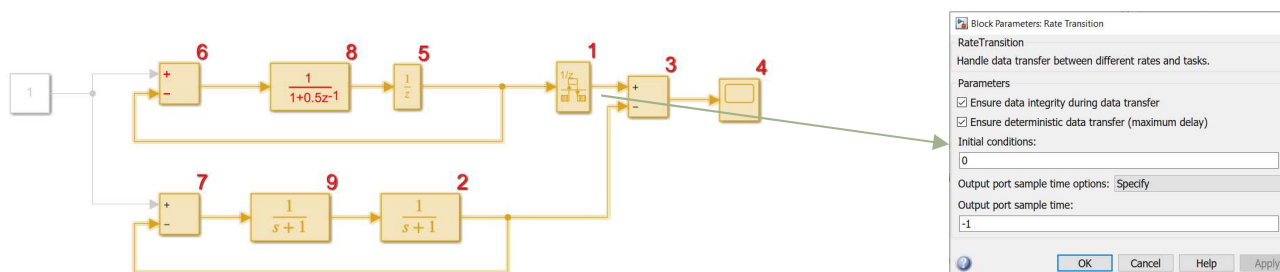 6
8
5
1
3
4
1
+
−
1
1+0.5z-1
1
z
1/z
+
−
7
9
2
+
−
1
s + 1
1
s + 1
Block Parameters: Rate Transition
RateTransition
Handle data transfer between different rates and tasks.
Parameters
Ensure data integrity during data transfer
Ensure deterministic data transfer (maximum delay)
Initial conditions:
0
Output port sample time options: Specify
Output port sample time:
-1
OK Cancel Help Apply